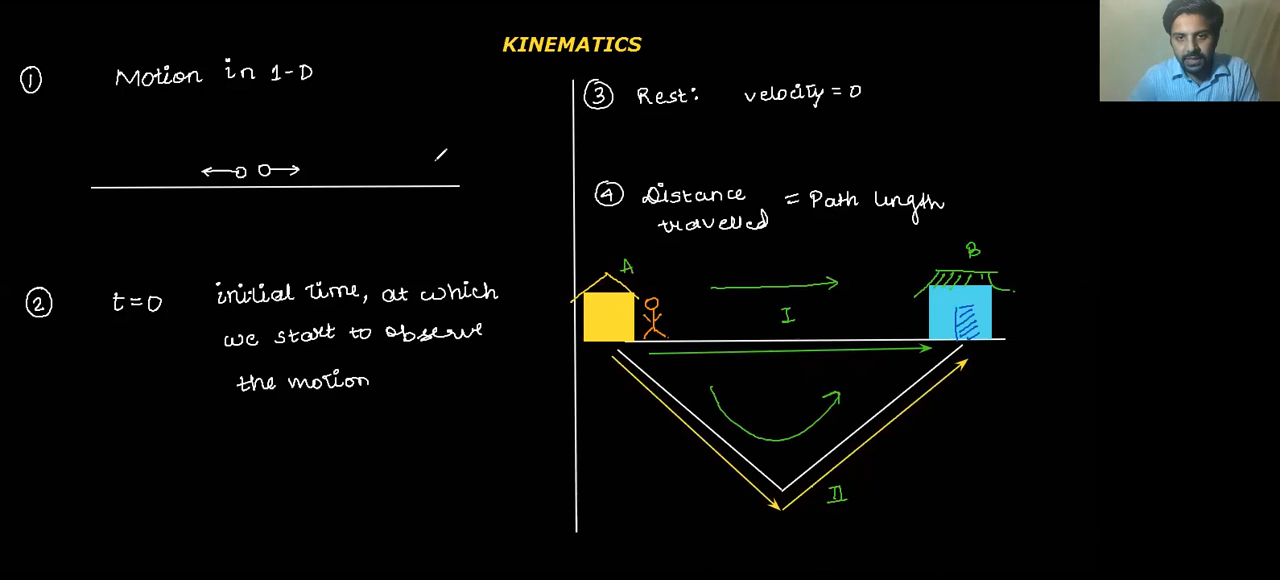 KINEMATICS
① Motion in 1-D
② t=0 initial Time, at which
we start to observe
the motion
③ Rest: velocity = 0
④ Distance = Path length
travelled
A
B
I
II